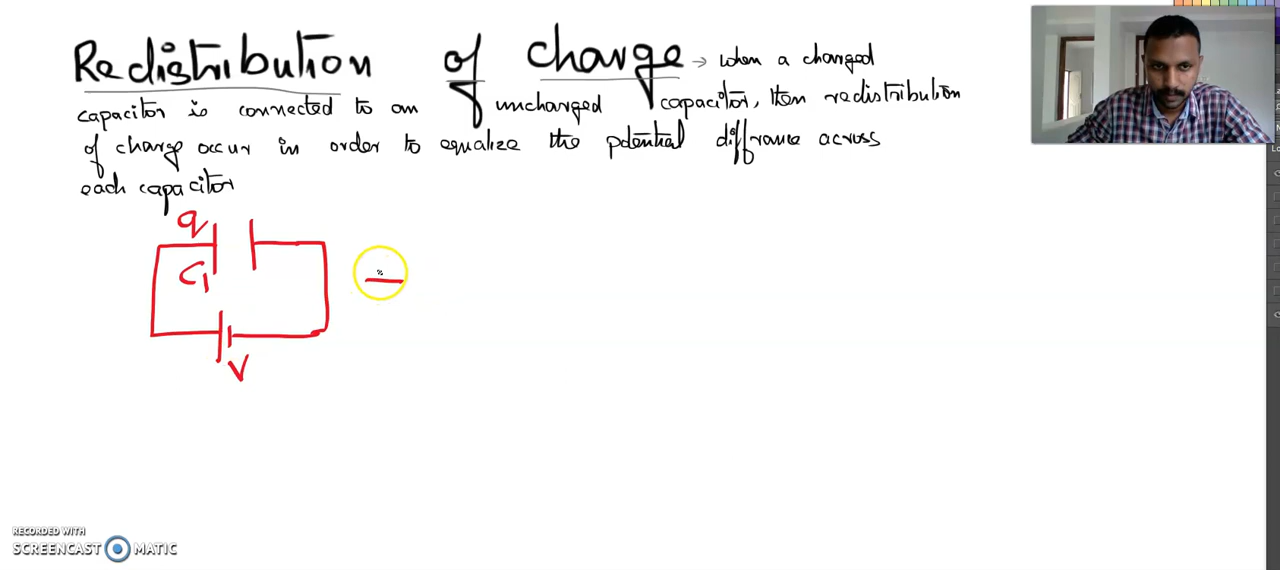 Redistribution of charge → When a charged
capacitor is connected to an uncharged capacitor, then redistribution
of charge occur in order to equalize the potential diffrance across
each capacitor
q
C1
V
RECORDED WITH
SCREENCAST MATIC